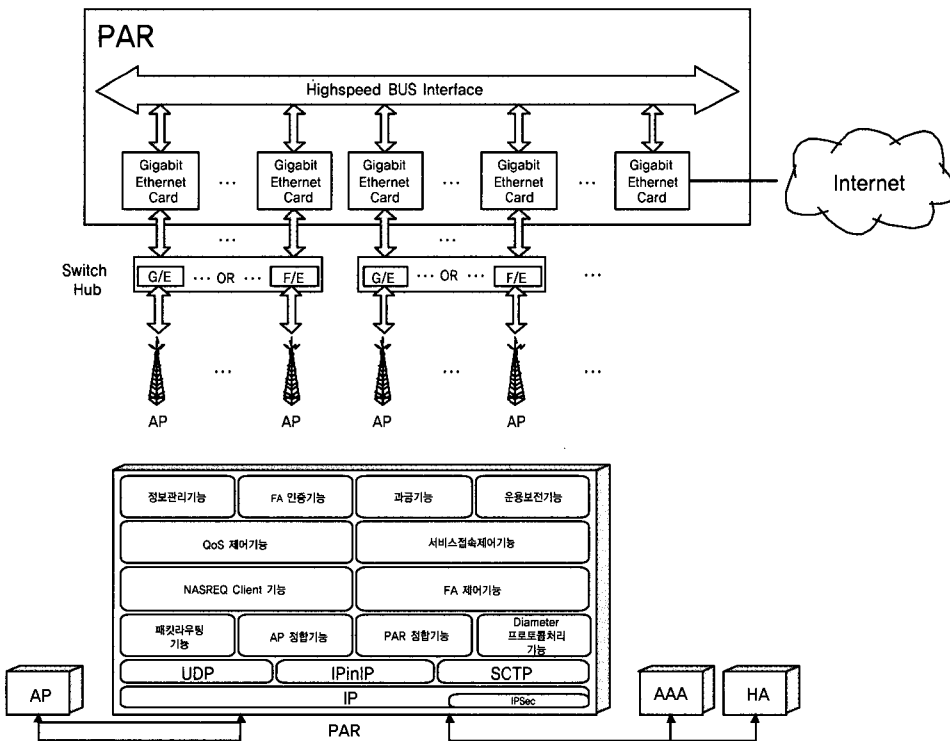 PAR
Highspeed BUS Interface
Gigabit
Ethernet
Card
...
Gigabit
Ethernet
Card
Gigabit
Ethernet
Card
...
Gigabit
Ethernet
Card
...
Gigabit
Ethernet
Card
Internet
...
...
Switch
Hub
G/E
... OR ...
F/E
G/E
... OR ...
F/E
...
...
...
...
AP
AP
AP
AP
정보관리기능
FA 인증기능
과금기능
운용보전기능
QoS 제어기능
서비스접속제어기능
NASREQ Client 기능
FA 제어기능
패킷라우팅
기능
AP 정합기능
PAR 정합기능
Diameter
프로토콜처리
기능
UDP
IPinIP
SCTP
IP
IPSec
AP
AAA
HA
PAR